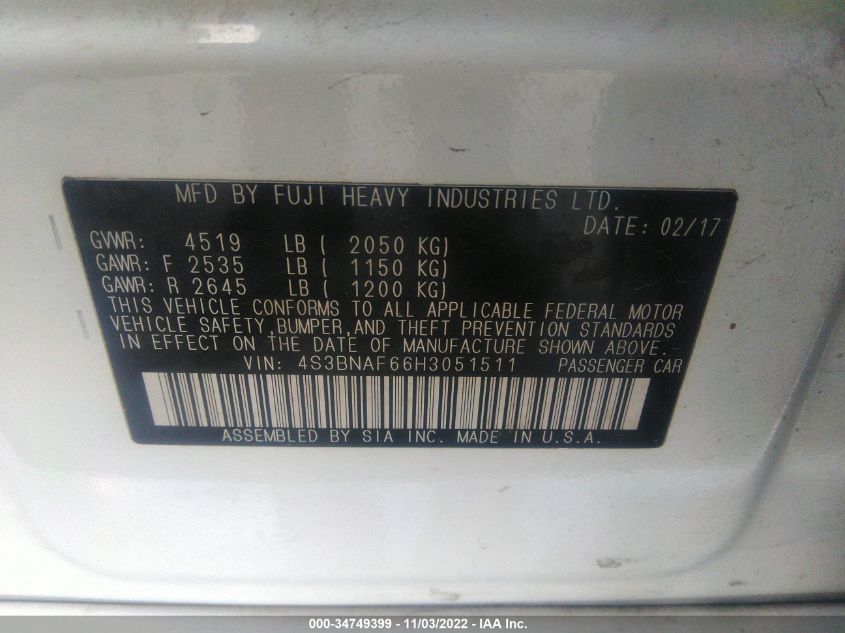 MFD BY FUJI HEAVY INDUSTRIES LTD.
DATE: 02/17
GVWR: 4519 LB ( 2050 KG)
GAWR: F 2535 LB ( 1150 KG)
GAWR: R 2645 LB ( 1200 KG)
THIS VEHICLE CONFORMS TO ALL APPLICABLE FEDERAL MOTOR
VEHICLE SAFETY,BUMPER,AND THEFT PREVENTION STANDARDS
IN EFFECT ON THE DATE OF MANUFACTURE SHOWN ABOVE.
VIN: 4S3BNAF66H3051511 PASSENGER CAR
ASSEMBLED BY SIA INC. MADE IN U.S.A.
000-34749399 - 11/03/2022 - IAA Inc.